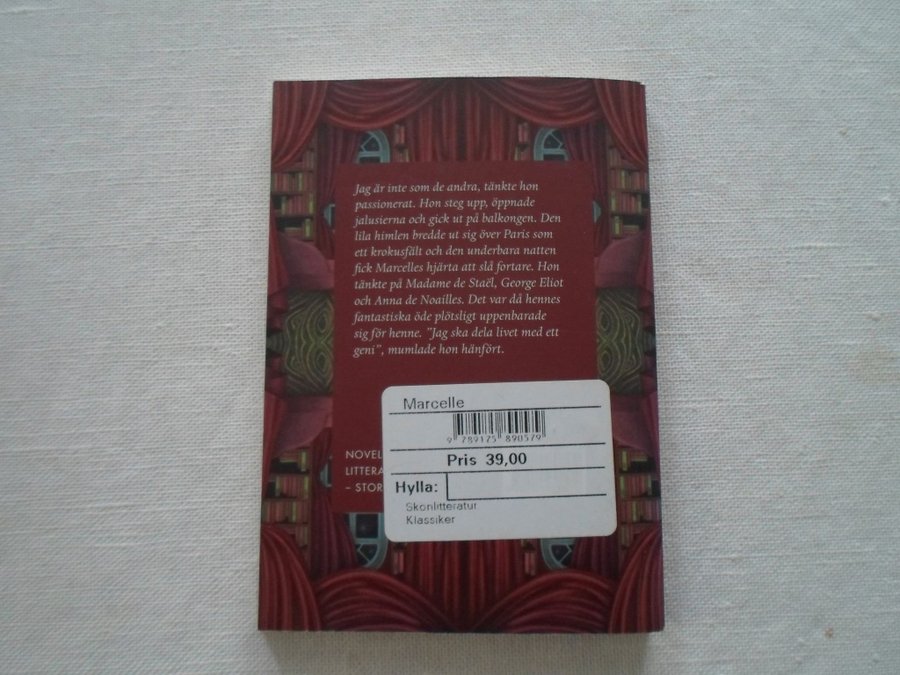 Jag är inte som de andra, tänkte hon
passionerat. Hon steg upp, öppnade
jalusierna och gick ut på balkongen. Den
lila himlen bredde ut sig över Paris som
ett krokusfält och den underbara natten
fick Marcelles hjärta att slå fortare. Hon
tänkte på Madame de Staël, George Eliot
och Anna de Noailles. Det var då hennes
fantastiska öde plötsligt uppenbarade
sig för henne. "Jag ska dela livet med ett
geni", mumlade hon hänfört.
Marcelle
9 789175 890579
Pris 39,00
NOVEL
LITTERA
– STOR
Hylla:
Skönlitteratur
Klassiker